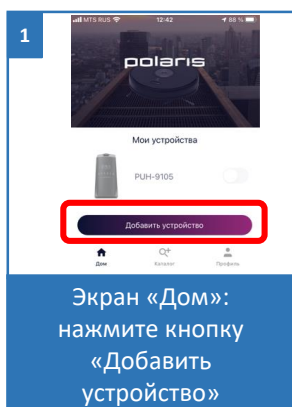 1
MTS RUS 12:42 88 %
polaris
Мои устройства
PUH-9105
Добавить устройство
Дом Каталог Профиль
Экран «Дом»:
нажмите кнопку
«Добавить
устройство»